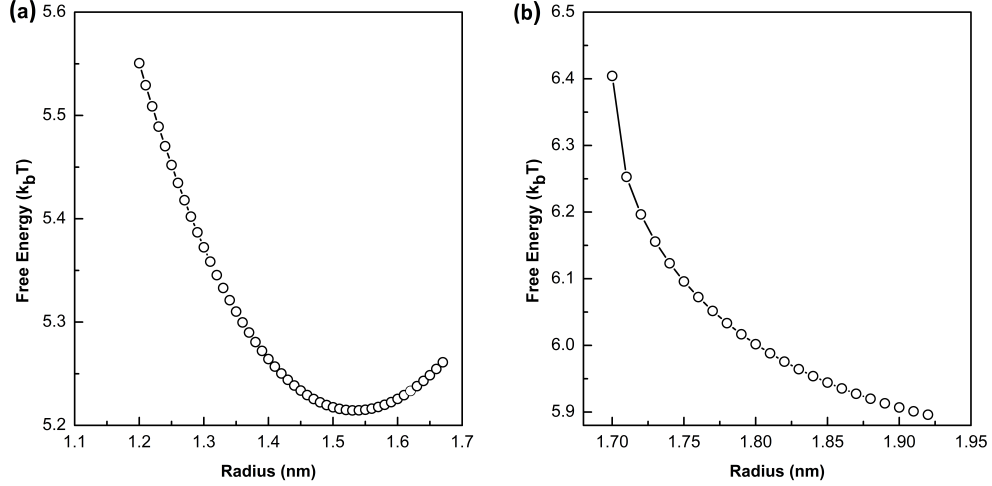 (a)
5.6
5.5
5.4
5.3
5.2
Free Energy (kbT)
1.1 1.2 1.3 1.4 1.5 1.6 1.7
Radius (nm)
(b)
6.5
6.4
6.3
6.2
6.1
6.0
5.9
Free Energy (kbT)
1.70 1.75 1.80 1.85 1.90 1.95
Radius (nm)